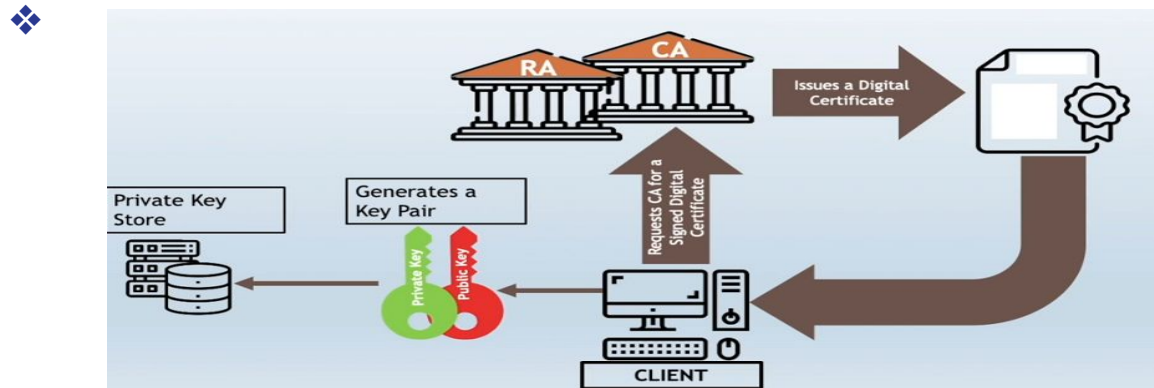 RA
CA
Issues a Digital
Certificate
Requests CA for a
Signed Digital
Certificate
Generates a
Key Pair
Private Key
Store
Private Key
Public Key
CLIENT